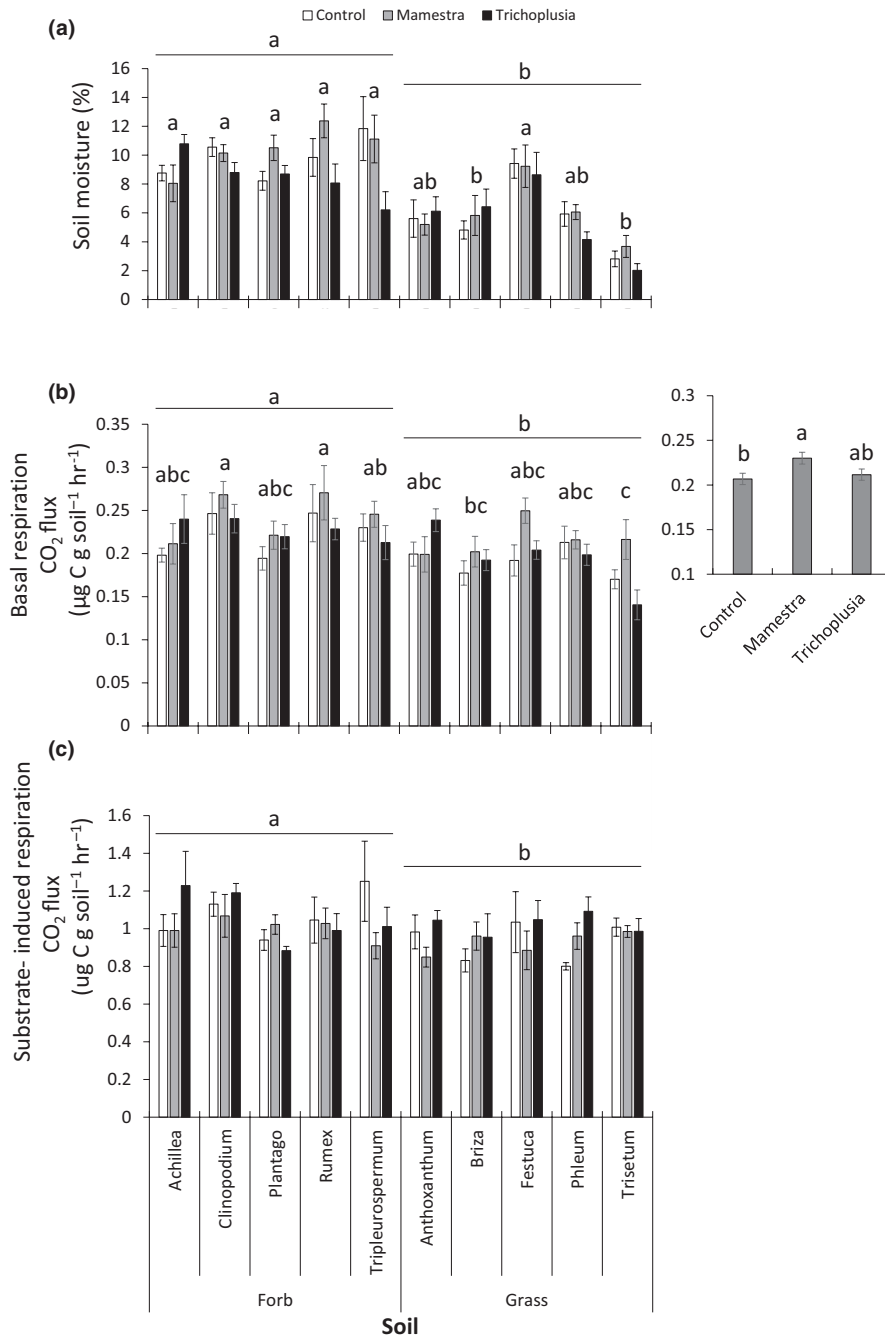 Control Mamestra Trichoplusia
(a)
a
b
Soil moisture (%)
16
14
12
10
8
6
4
2
0
a a a a a ab b a ab b
(b)
a
b
Basal respiration
CO₂ flux
(µg C g soil⁻¹ hr⁻¹)
0.35
0.3
0.25
0.2
0.15
0.1
0.05
0
abc a abc a ab abc bc abc abc c
0.3
0.25
0.2
0.15
0.1
b a ab
Control Mamestra Trichoplusia
(c)
a
b
Substrate- induced respiration
CO₂ flux
(ug C g soil⁻¹ hr⁻¹)
1.6
1.4
1.2
1
0.8
0.6
0.4
0.2
0
Achillea Clinopodium Plantago Rumex Tripleurospermum Anthoxanthum Briza Festuca Phleum Trisetum
Forb Grass
Soil